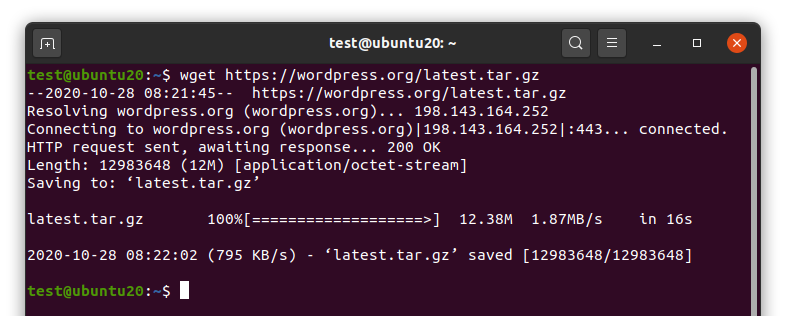 test@ubuntu20: ~
test@ubuntu20:~$ wget https://wordpress.org/latest.tar.gz
--2020-10-28 08:21:45--  https://wordpress.org/latest.tar.gz
Resolving wordpress.org (wordpress.org)... 198.143.164.252
Connecting to wordpress.org (wordpress.org)|198.143.164.252|:443... connected.
HTTP request sent, awaiting response... 200 OK
Length: 12983648 (12M) [application/octet-stream]
Saving to: ‘latest.tar.gz’
latest.tar.gz       100%[===================>]  12.38M  1.87MB/s    in 16s
2020-10-28 08:22:02 (795 KB/s) - ‘latest.tar.gz’ saved [12983648/12983648]
test@ubuntu20:~$